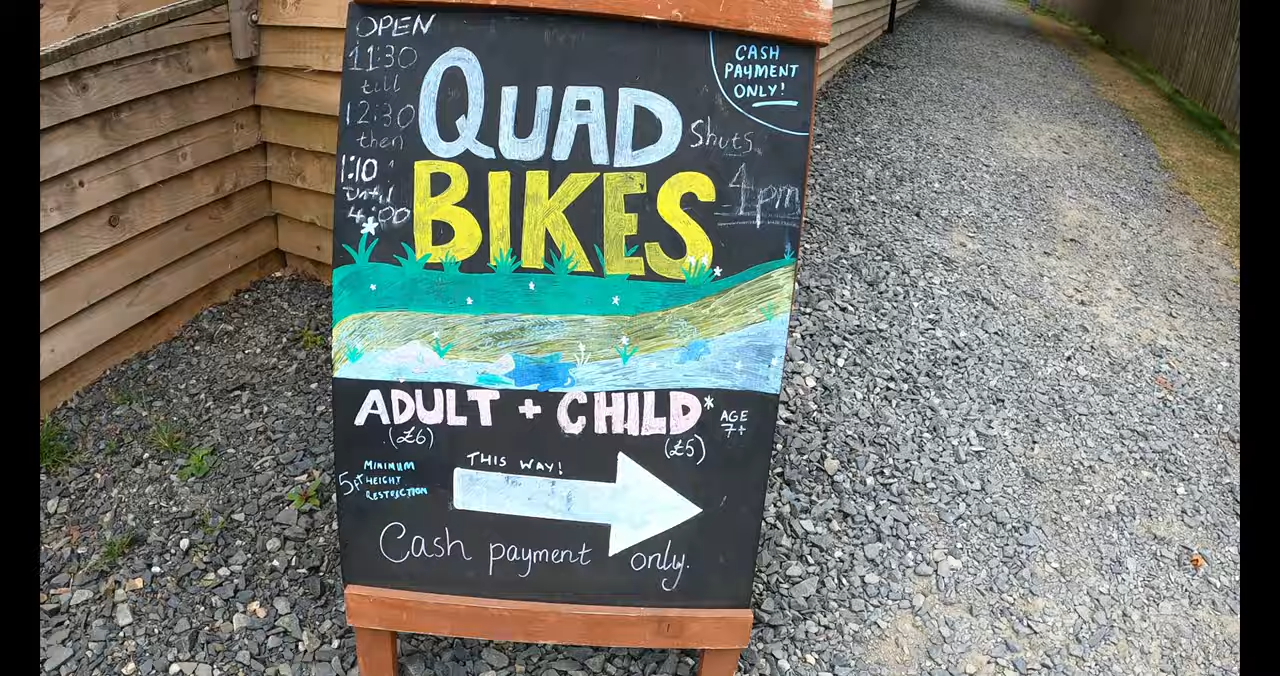 OPEN
11:30
till
12:30
then
1:10
until
4:00
QUAD
BIKES
CASH
PAYMENT
ONLY!
Shuts
4pm
ADULT + CHILD*
(£6)
(£5)
AGE
7+
5ft MINIMUM
HEIGHT
RESTRICTION
THIS WAY!
Cash payment only.